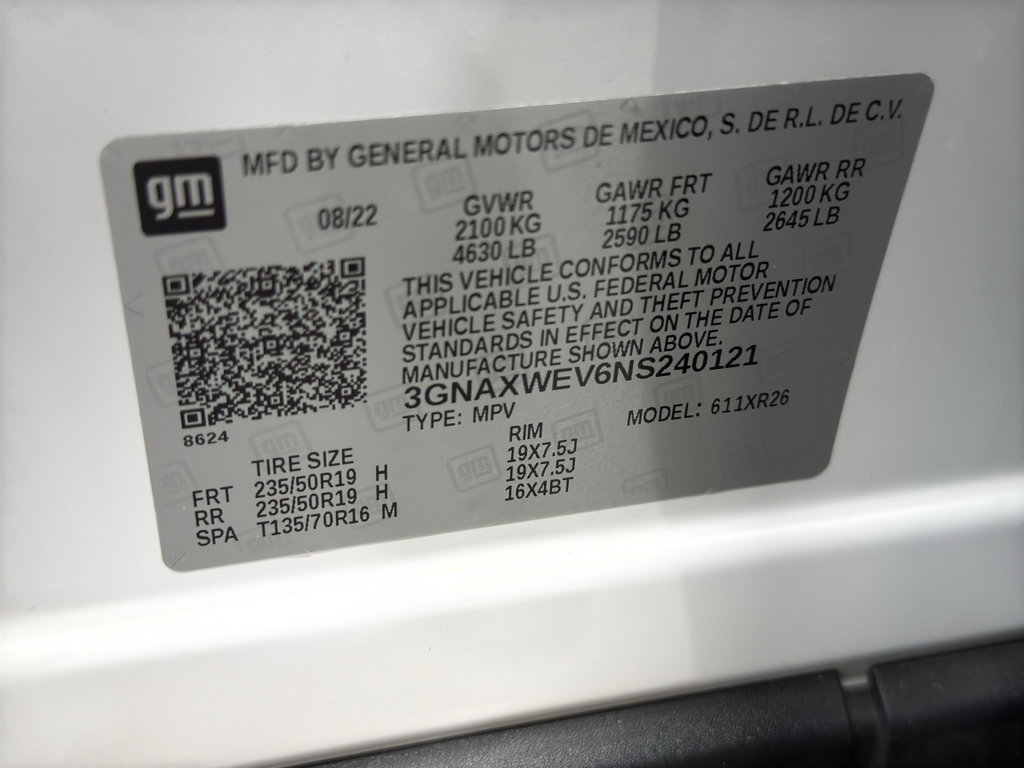 gm
MFD BY GENERAL MOTORS DE MEXICO, S. DE R.L. DE C.V.
08/22
GVWR
2100 KG
4630 LB
GAWR FRT
1175 KG
2590 LB
GAWR RR
1200 KG
2645 LB
THIS VEHICLE CONFORMS TO ALL
APPLICABLE U.S. FEDERAL MOTOR
VEHICLE SAFETY AND THEFT PREVENTION
STANDARDS IN EFFECT ON THE DATE OF
MANUFACTURE SHOWN ABOVE.
3GNAXWEV6NS240121
TYPE: MPV MODEL: 611XR26
8624
TIRE SIZE RIM
FRT 235/50R19 H 19X7.5J
RR 235/50R19 H 19X7.5J
SPA T135/70R16 M 16X4BT